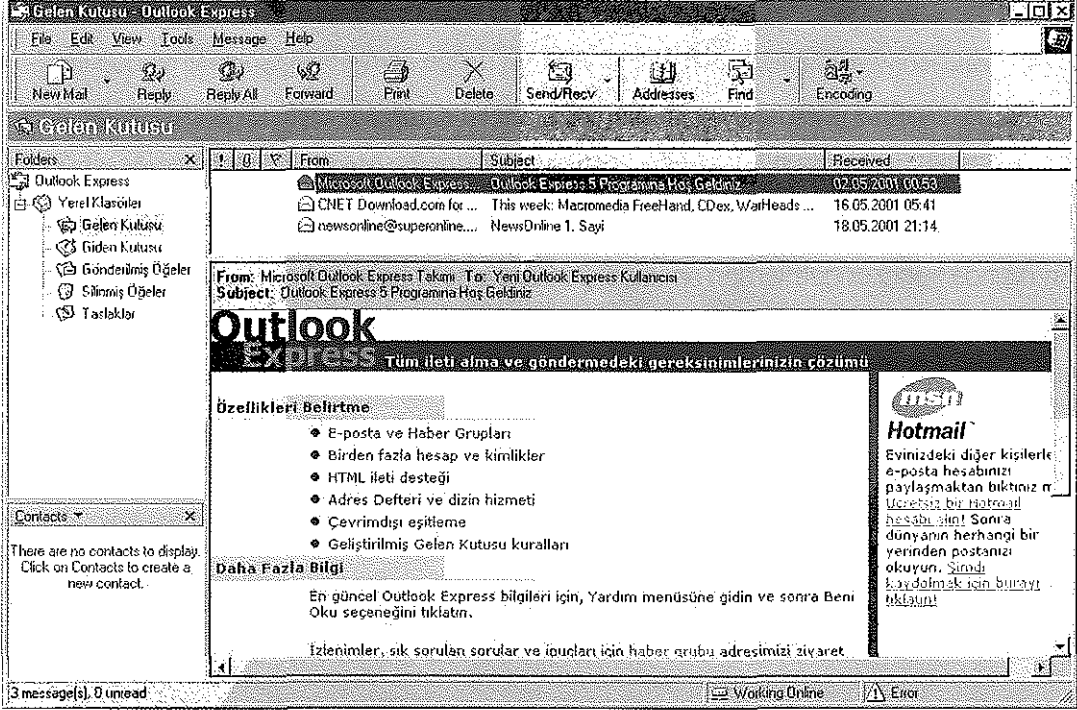 Gelen Kutusu - Outlook Express
File Edit View Tools Message Help
New Mail Reply Reply All Forward Print Delete Send/Recv Addresses Find Encoding
Gelen Kutusu
Folders
Outlook Express
Yerel Klasörler
Gelen Kutusu
Giden Kutusu
Gönderilmiş Öğeler
Silinmiş Öğeler
Taslaklar
Contacts
There are no contacts to display.
Click on Contacts to create a
new contact.
! From Subject Received
Microsoft Outlook Express... Outlook Express 5 Programına Hoş Geldiniz 02.05.2001 00:53
CNET Download.com for ... This week: Macromedia FreeHand, CDex, WarHeads ... 16.05.2001 05:41
newsonline@superonline.... NewsOnline 1. Sayi 18.05.2001 21:14
From: Microsoft Outlook Express Takımı To: Yeni Outlook Express Kullanıcısı
Subject: Outlook Express 5 Programına Hoş Geldiniz
Outlook
Express Tüm ileti alma ve göndermedeki gereksinimlerinizin çözümü
Özellikleri Belirtme
• E-posta ve Haber Grupları
• Birden fazla hesap ve kimlikler
• HTML ileti desteği
• Adres Defteri ve dizin hizmeti
• Çevrimdışı eşitleme
• Geliştirilmiş Gelen Kutusu kuralları
Daha Fazla Bilgi
En güncel Outlook Express bilgileri için, Yardım menüsüne gidin ve sonra Beni
Oku seçeneğini tıklatın.
İzlenimler, sık sorulan sorular ve ipuçları için haber grubu adresimizi ziyaret
msn
Hotmail
Evinizdeki diğer kişilerle
e-posta hesabınızı
paylaşmaktan bıktınız m
Ücretsiz bir Hotmail
hesabı alın! Sonra
dünyanın herhangi bir
yerinden postanızı
okuyun. Şimdi
kaydolmak için burayı
tıklatın!
3 message(s), 0 unread Working Online Error